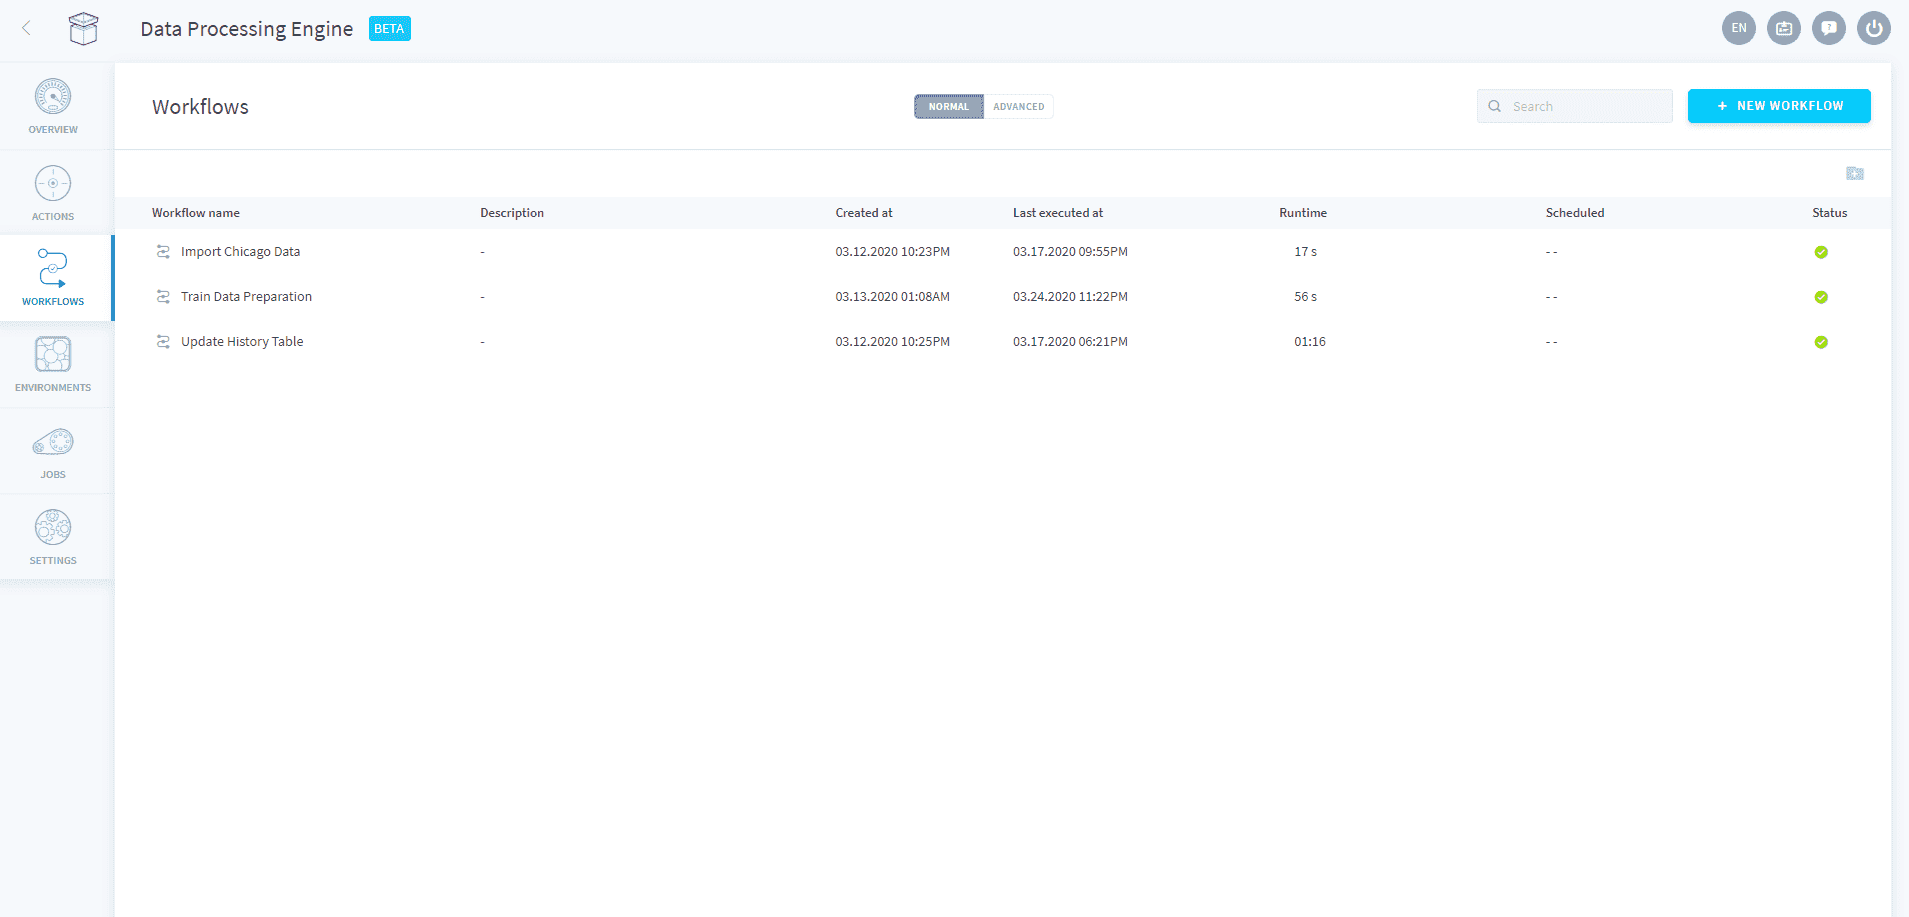 Data Processing Engine BETA
EN
OVERVIEW
ACTIONS
WORKFLOWS
ENVIRONMENTS
JOBS
SETTINGS
Workflows
NORMAL ADVANCED
Search
+ NEW WORKFLOW
Workflow name Description Created at Last executed at Runtime Scheduled Status
Import Chicago Data - 03.12.2020 10:23PM 03.17.2020 09:55PM 17 s - -
Train Data Preparation - 03.13.2020 01:08AM 03.24.2020 11:22PM 56 s - -
Update History Table - 03.12.2020 10:25PM 03.17.2020 06:21PM 01:16 - -